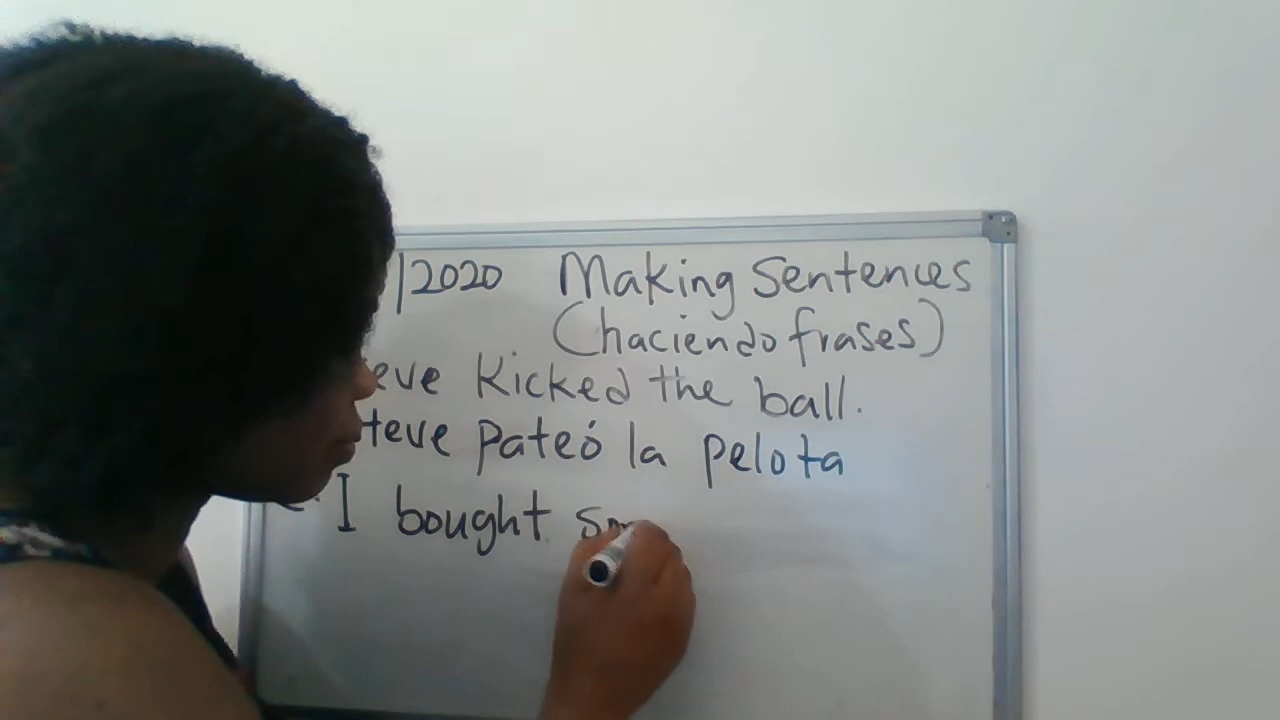 /2020 Making Sentences
(haciendo frases)
eve Kicked the ball.
teve pateó la pelota
I bought